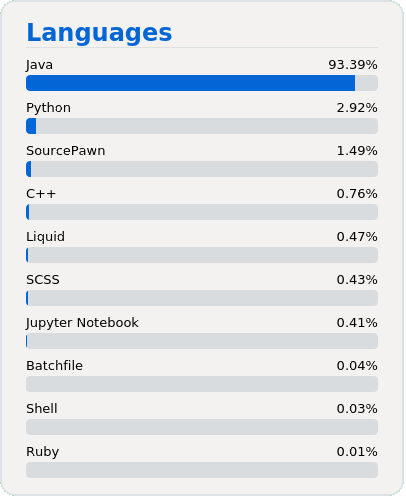 Languages
Java 93.39%
Python 2.92%
SourcePawn 1.49%
C++ 0.76%
Liquid 0.47%
SCSS 0.43%
Jupyter Notebook 0.41%
Batchfile 0.04%
Shell 0.03%
Ruby 0.01%